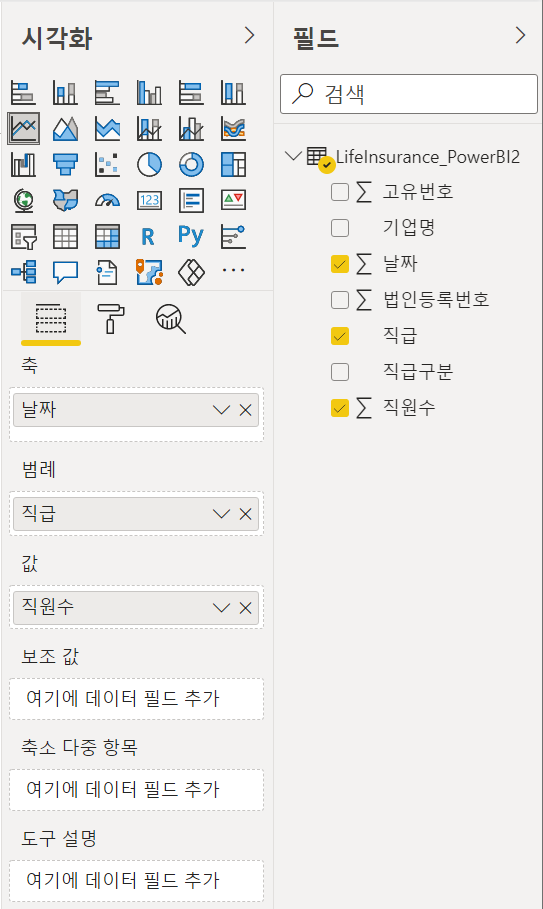 시각화
123
R
Py
축
날짜
범례
직급
값
직원수
보조 값
여기에 데이터 필드 추가
축소 다중 항목
여기에 데이터 필드 추가
도구 설명
여기에 데이터 필드 추가
필드
검색
LifeInsurance_PowerBI2
∑ 고유번호
기업명
∑ 날짜
∑ 법인등록번호
직급
직급구분
∑ 직원수